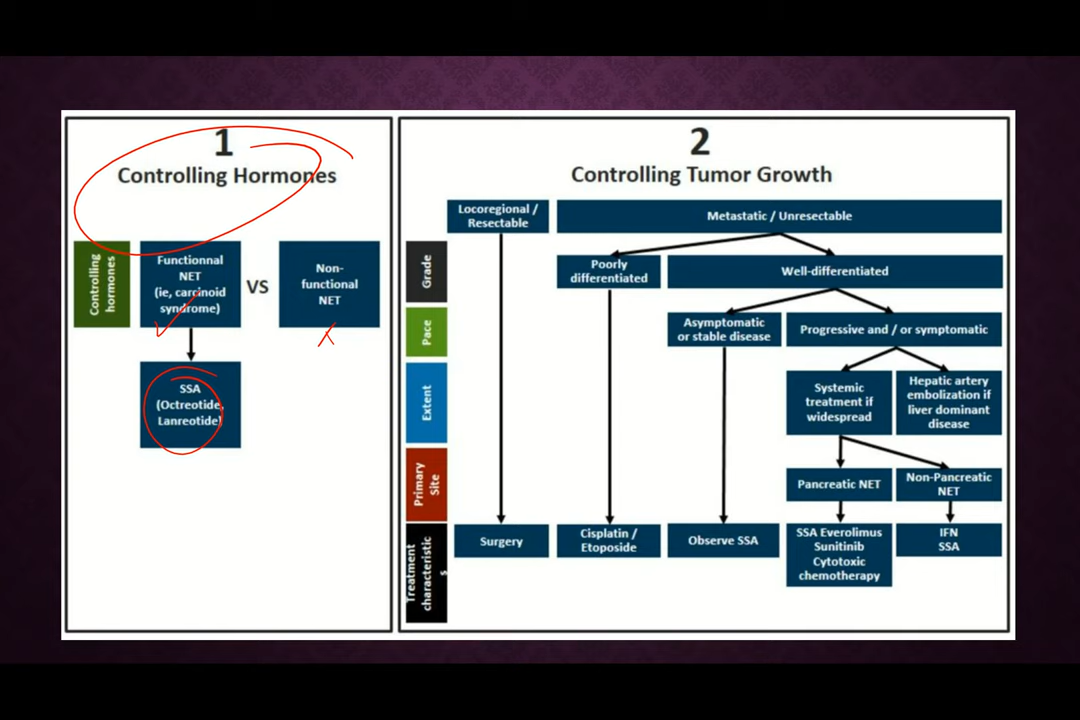 1
Controlling Hormones
Controlling
hormones
Functionnal
NET
(ie, carcinoid
syndrome)
VS
Non-
functional
NET
SSA
(Octreotide,
Lanreotide)
2
Controlling Tumor Growth
Locoregional /
Resectable
Metastatic / Unresectable
Grade
Poorly
differentiated
Well-differentiated
Pace
Asymptomatic
or stable disease
Progressive and / or symptomatic
Extent
Systemic
treatment if
widespread
Hepatic artery
embolization if
liver dominant
disease
Primary
Site
Pancreatic NET
Non-Pancreatic
NET
Treatment
characteristic
s
Surgery
Cisplatin /
Etoposide
Observe SSA
SSA Everolimus
Sunitinib
Cytotoxic
chemotherapy
IFN
SSA